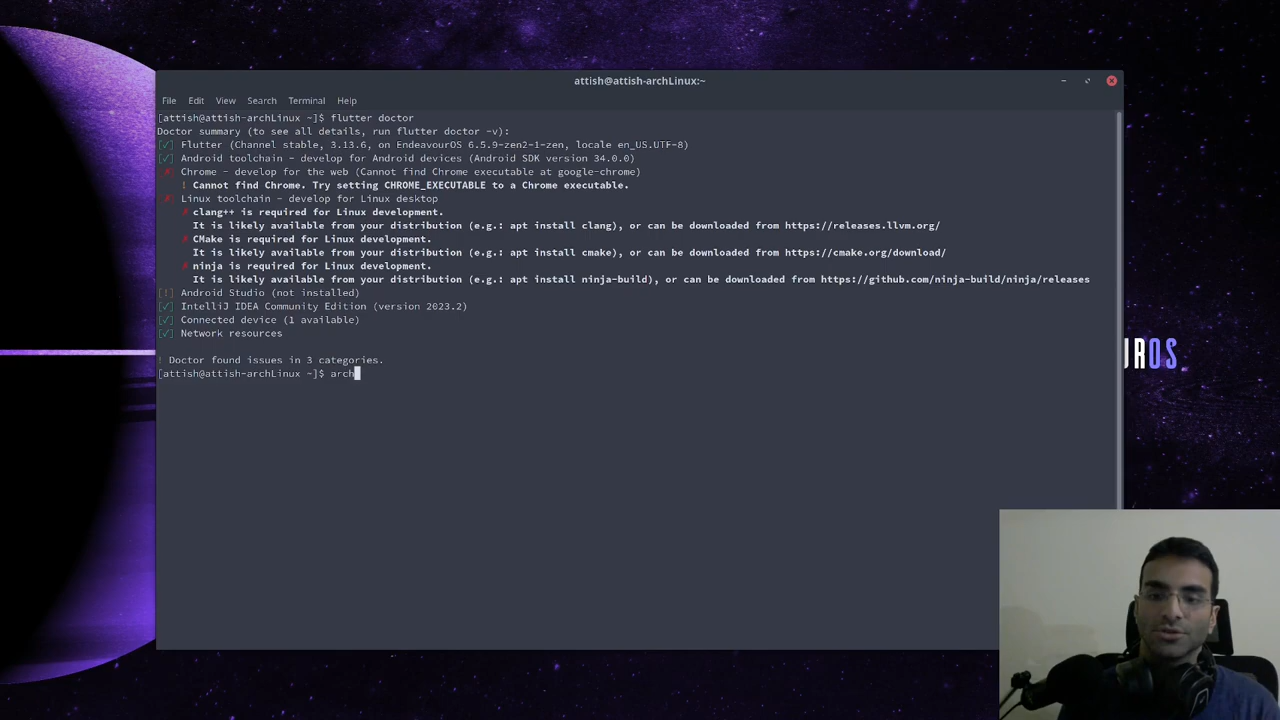 attish@attish-archLinux:~
File Edit View Search Terminal Help
[attish@attish-archLinux ~]$ flutter doctor
Doctor summary (to see all details, run flutter doctor -v):
[✓] Flutter (Channel stable, 3.13.6, on EndeavourOS 6.5.9-zen2-1-zen, locale en_US.UTF-8)
[✓] Android toolchain - develop for Android devices (Android SDK version 34.0.0)
[✗] Chrome - develop for the web (Cannot find Chrome executable at google-chrome)
! Cannot find Chrome. Try setting CHROME_EXECUTABLE to a Chrome executable.
[✗] Linux toolchain - develop for Linux desktop
✗ clang++ is required for Linux development.
It is likely available from your distribution (e.g.: apt install clang), or can be downloaded from https://releases.llvm.org/
✗ CMake is required for Linux development.
It is likely available from your distribution (e.g.: apt install cmake), or can be downloaded from https://cmake.org/download/
✗ ninja is required for Linux development.
It is likely available from your distribution (e.g.: apt install ninja-build), or can be downloaded from https://github.com/ninja-build/ninja/releases
[!] Android Studio (not installed)
[✓] IntelliJ IDEA Community Edition (version 2023.2)
[✓] Connected device (1 available)
[✓] Network resources
! Doctor found issues in 3 categories.
[attish@attish-archLinux ~]$ arch
UROS